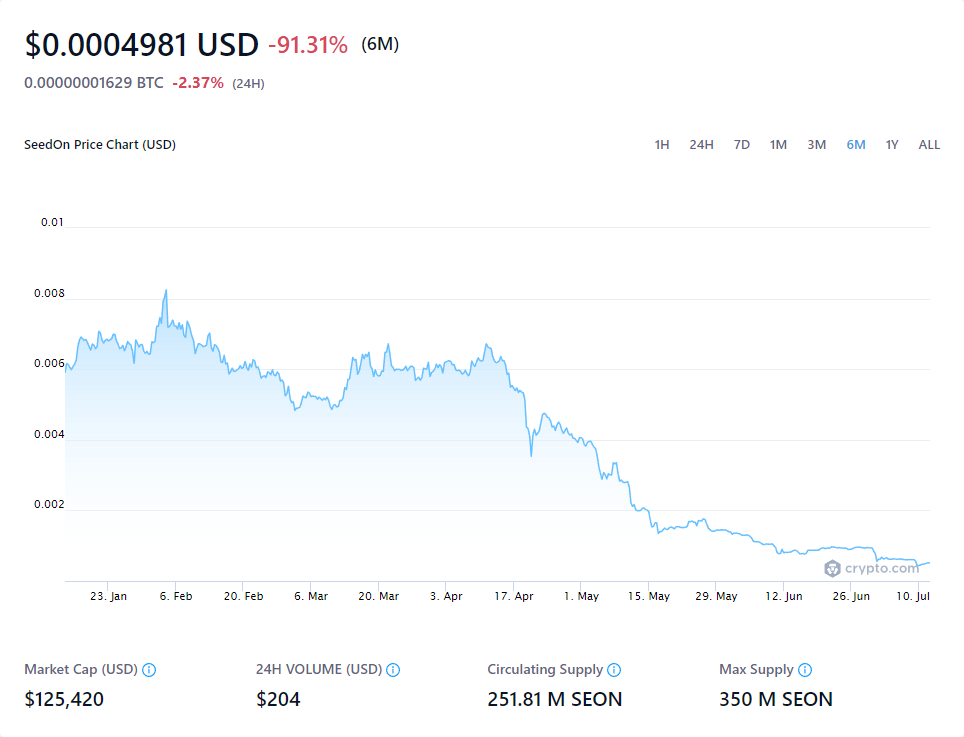 $0.0004981 USD -91.31% (6M)
0.00000001629 BTC -2.37% (24H)
SeedOn Price Chart (USD) 1H 24H 7D 1M 3M 6M 1Y ALL
0.01
0.008
0.006
0.004
0.002
crypto.com
23. Jan 6. Feb 20. Feb 6. Mar 20. Mar 3. Apr 17. Apr 1. May 15. May 29. May 12. Jun 26. Jun 10. Jul
Market Cap (USD) 24H VOLUME (USD) Circulating Supply Max Supply
$125,420 $204 251.81 M SEON 350 M SEON